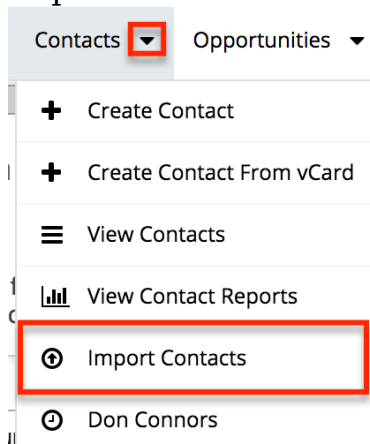 Contacts Opportunities
Create Contact
Create Contact From vCard
View Contacts
View Contact Reports
Import Contacts
Don Connors